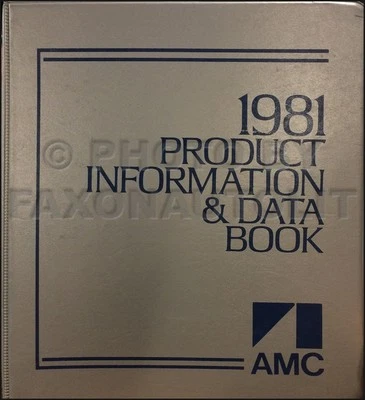 1981
PRODUCT
INFORMATION
& DATA
BOOK
AMC